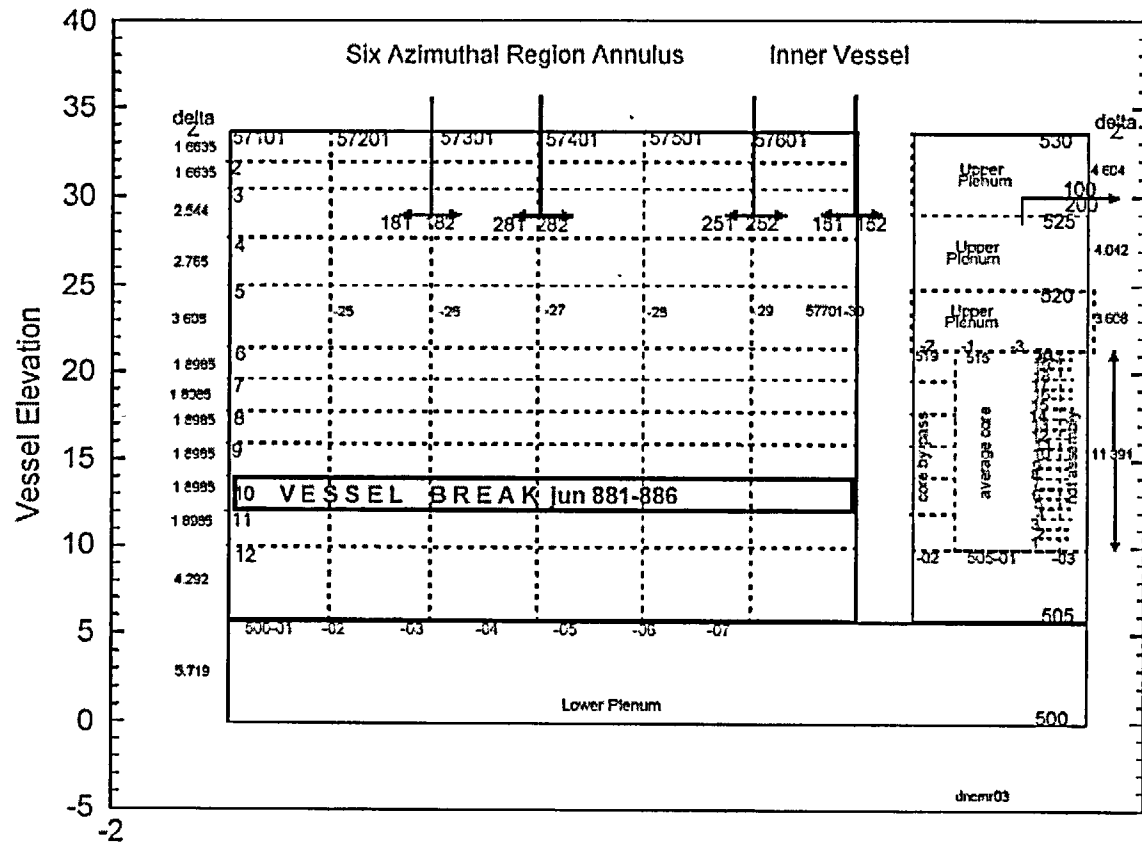 Six Azimuthal Region Annulus Inner Vessel
Vessel Elevation
40
35
30
25
20
15
10
5
0
-5
-2
delta
Z
1 6635
1 6635
2.544
2.765
3 605
1 8985
1 8985
1 8985
1 8985
1 8985
1 8985
4.292
5.719
57101 57201 57301 57401 57501 57601
2
3
4
5
6
7
8
9
10 VESSEL BREAK jun 881-886
11
12
181 182 281 282 251 252 151 152
-25 -26 -27 -28 29 57701-30
500-01 -02 -03 -04 -05 -06 -07
Lower Plenum
500
delta
Z
530
Upper
Plenum
4 604
100
200
525
Upper
Plenum
4.042
520
Upper
Plenum
3 608
-2 -1 -3
519 515
core by-pass
average core
hot assembly
11 391
-02 505-01 -03
505
dncmr03